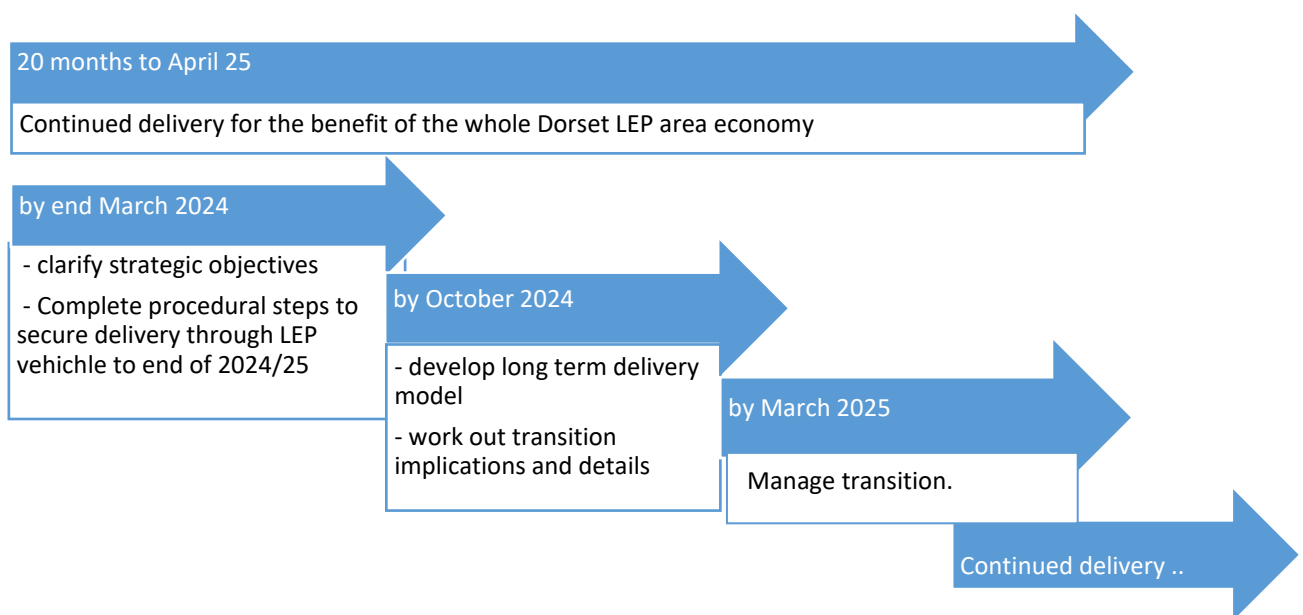 20 months to April 25
Continued delivery for the benefit of the whole Dorset LEP area economy
by end March 2024
- clarify strategic objectives
- Complete procedural steps to
secure delivery through LEP
vehichle to end of 2024/25
by October 2024
- develop long term delivery
model
- work out transition
implications and details
by March 2025
Manage transition.
Continued delivery ..